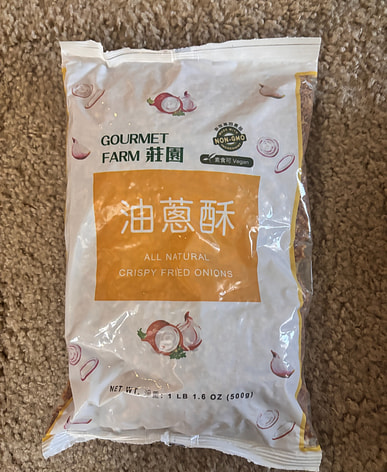 GOURMET
FARM 莊園
NON-GMO
素食可 Vegan
油蔥酥
ALL NATURAL
CRISPY FRIED ONIONS
NET WT. 1 LB 1.6 OZ (500g)